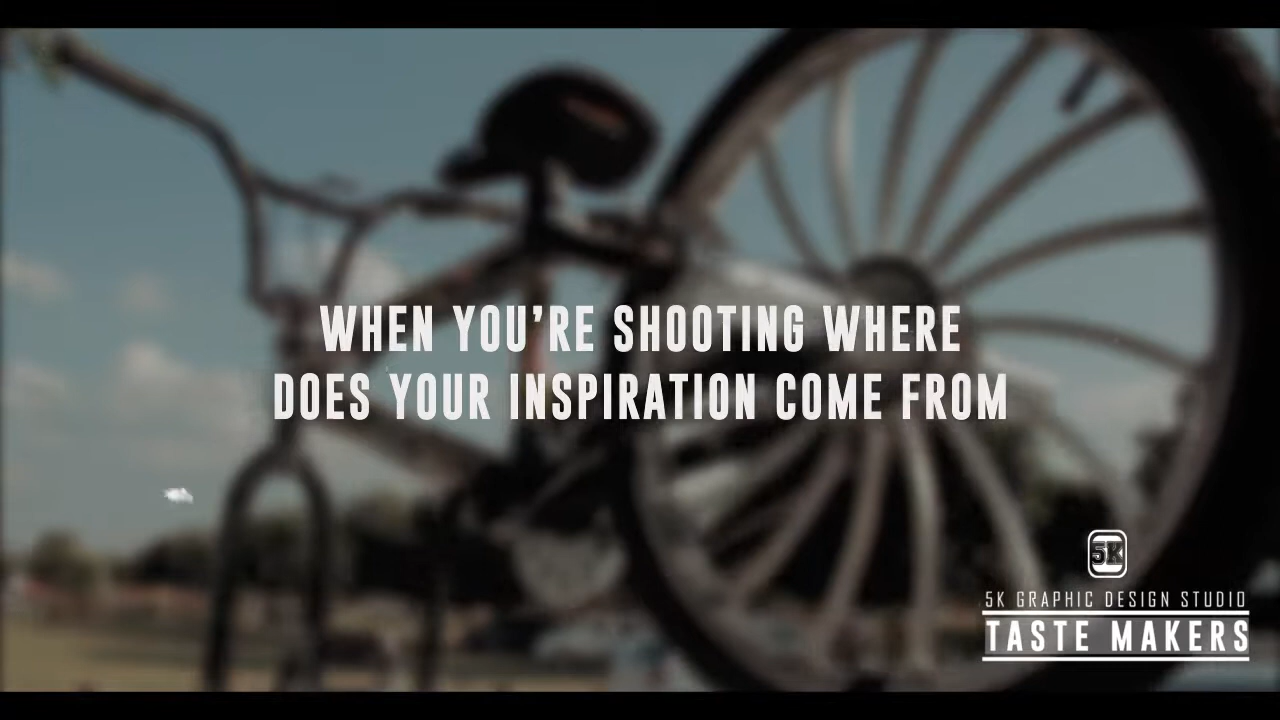 WHEN YOU’RE SHOOTING WHERE
DOES YOUR INSPIRATION COME FROM
5K
5K GRAPHIC DESIGN STUDIO
TASTE MAKERS